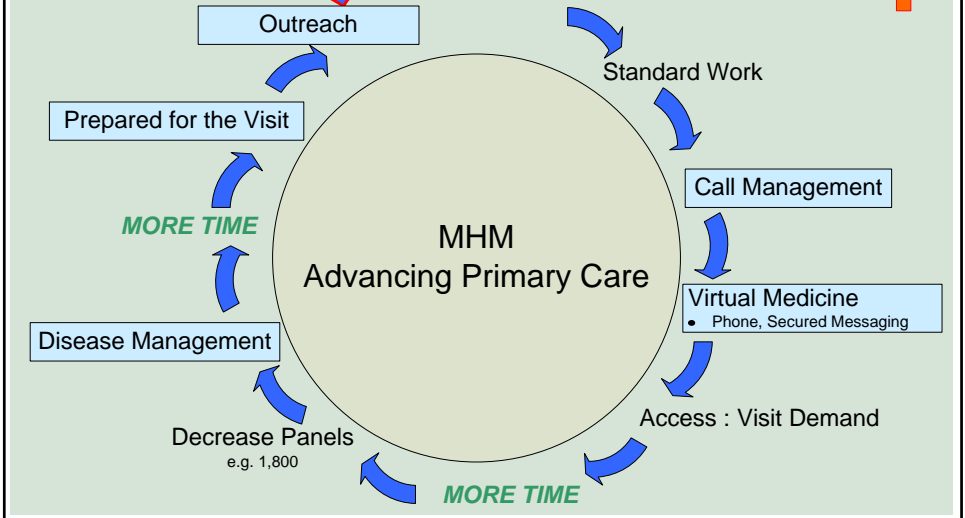 Outreach
Standard Work
Prepared for the Visit
Call Management
MORE TIME
MHM
Advancing Primary Care
Virtual Medicine
• Phone, Secured Messaging
Disease Management
Access : Visit Demand
Decrease Panels
e.g. 1,800
MORE TIME